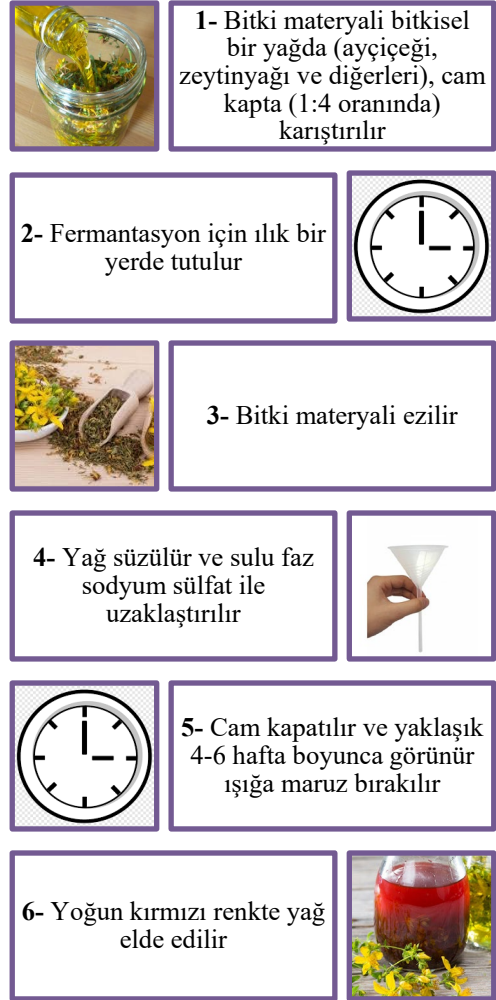 1- Bitki materyali bitkisel
bir yağda (ayçiçeği,
zeytinyağı ve diğerleri), cam
kapta (1:4 oranında)
karıştırılır
2- Fermantasyon için ılık bir
yerde tutulur
3- Bitki materyali ezilir
4- Yağ süzülür ve sulu faz
sodyum sülfat ile
uzaklaştırılır
5- Cam kapatılır ve yaklaşık
4-6 hafta boyunca görünür
ışığa maruz bırakılır
6- Yoğun kırmızı renkte yağ
elde edilir